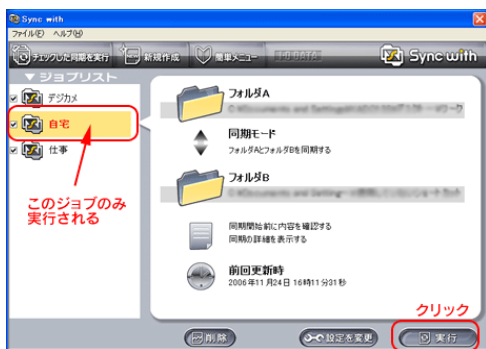 Sync with
ファイル(F) ヘルプ(H)
チェックした同期を実行
新規作成
簡単メニュー
I-O DATA
Sync with
▼ ジョブリスト
デジカメ
自宅
仕事
このジョブのみ
実行される
フォルダA
同期モード
フォルダAとフォルダBを同期する
フォルダB
同期開始前に内容を確認する
同期の詳細を表示する
前回更新時
2006年11月24日 16時11分31秒
クリック
削除
設定を変更
実行